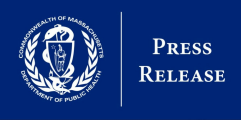 COMMONWEALTH OF MASSACHUSETTS
DEPARTMENT OF PUBLIC HEALTH
PRESS
RELEASE